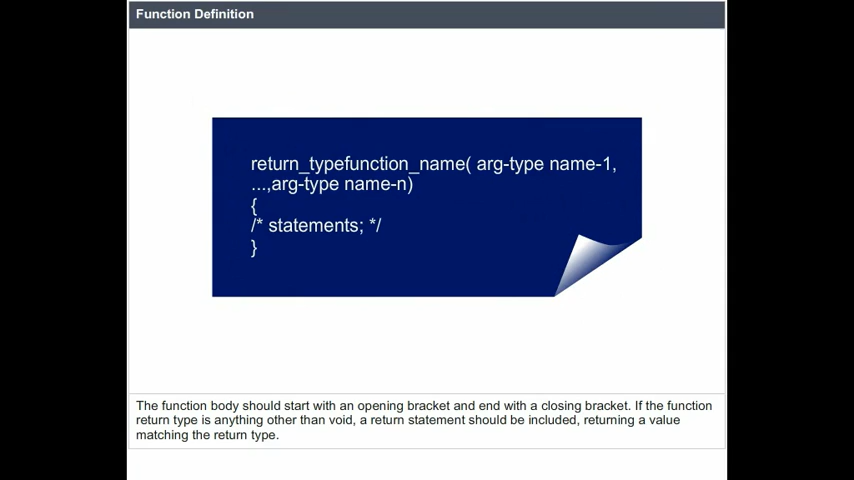 Function Definition
return_typefunction_name( arg-type name-1,
...,arg-type name-n)
{
/* statements; */
}
The function body should start with an opening bracket and end with a closing bracket. If the function
return type is anything other than void, a return statement should be included, returning a value
matching the return type.